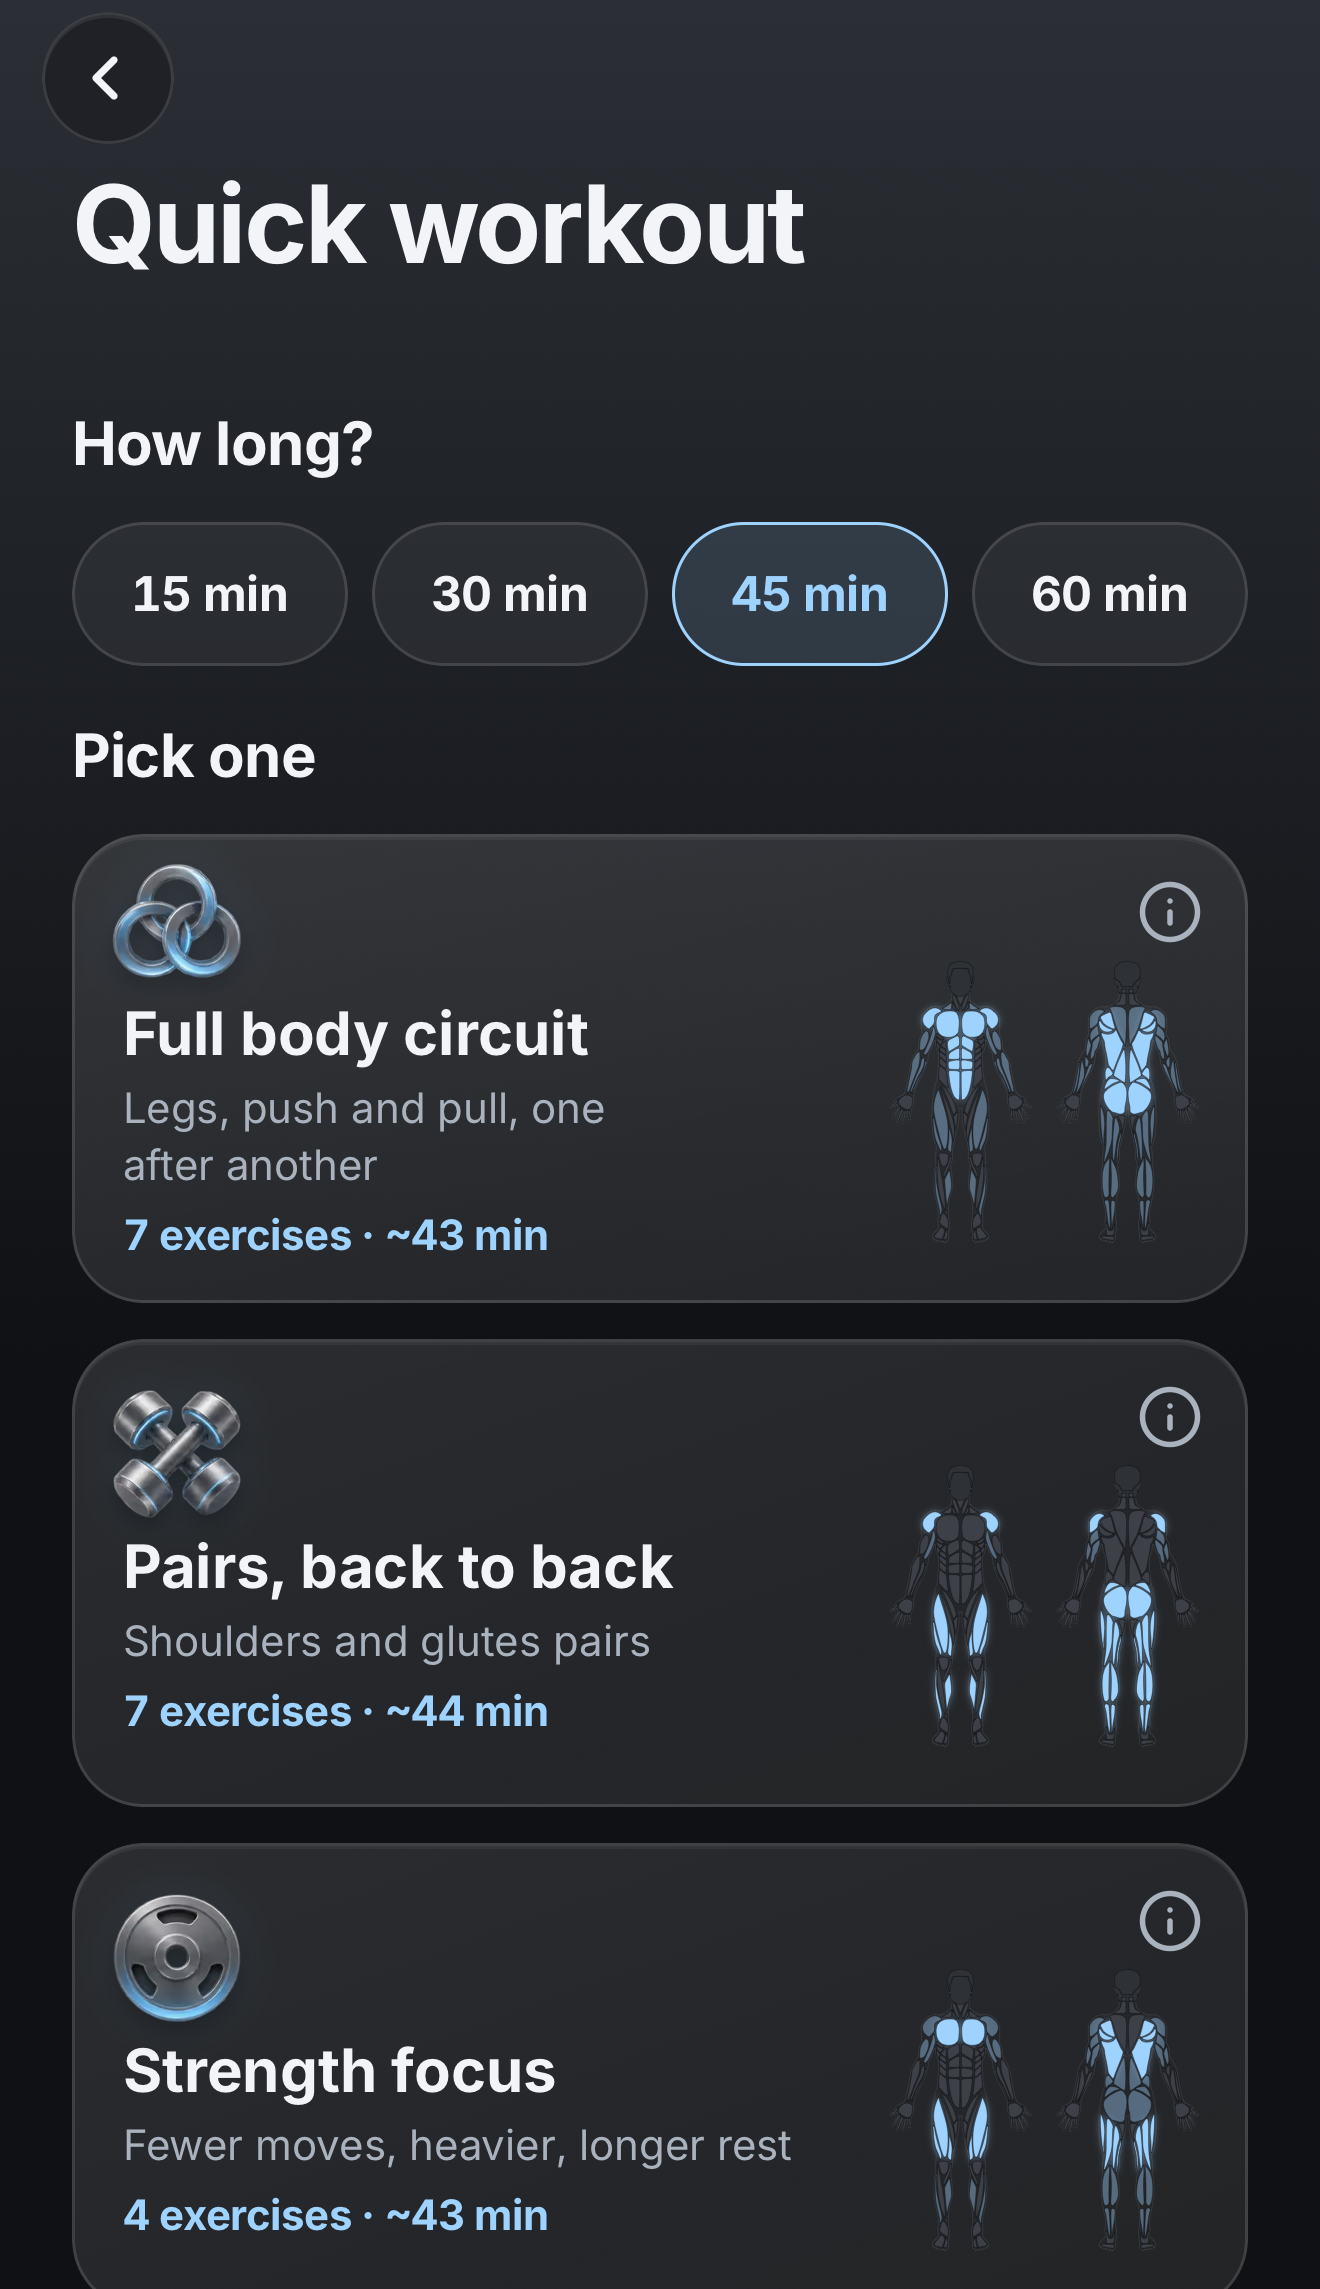 Quick workout
How long?
15 min
30 min
45 min
60 min
Pick one
Full body circuit
Legs, push and pull, one
after another
7 exercises · ~43 min
Pairs, back to back
Shoulders and glutes pairs
7 exercises · ~44 min
Strength focus
Fewer moves, heavier, longer rest
4 exercises · ~43 min